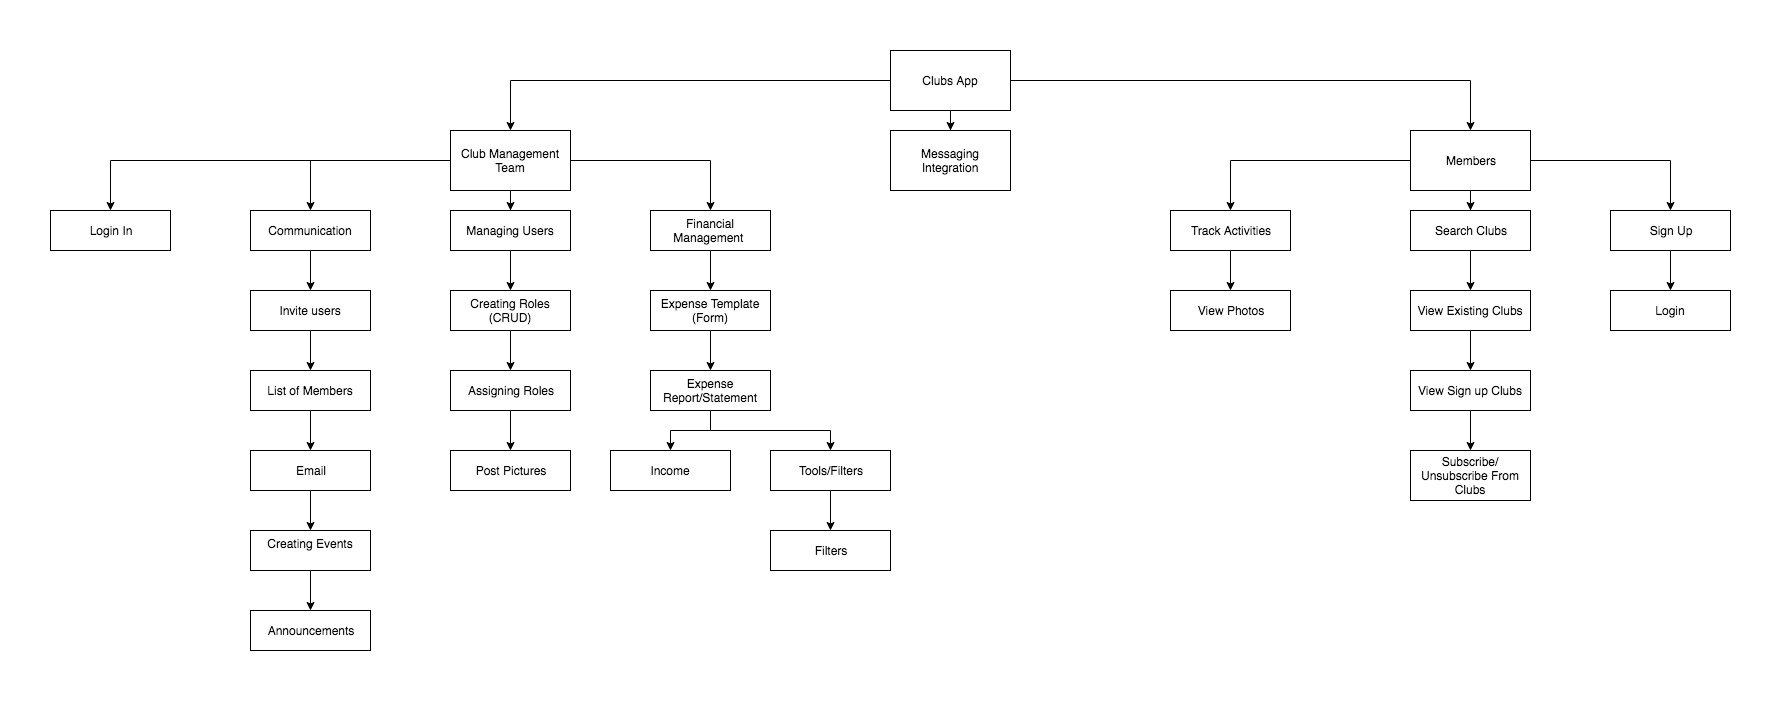 Clubs App
Club Management
Team
Messaging
Integration
Members
Login In
Communication
Managing Users
Financial
Management
Track Activities
Search Clubs
Sign Up
Invite users
Creating Roles
(CRUD)
Expense Template
(Form)
View Photos
View Existing Clubs
Login
List of Members
Assigning Roles
Expense
Report/Statement
View Sign up Clubs
Email
Post Pictures
Income
Tools/Filters
Subscribe/
Unsubscribe From
Clubs
Creating Events
Filters
Announcements